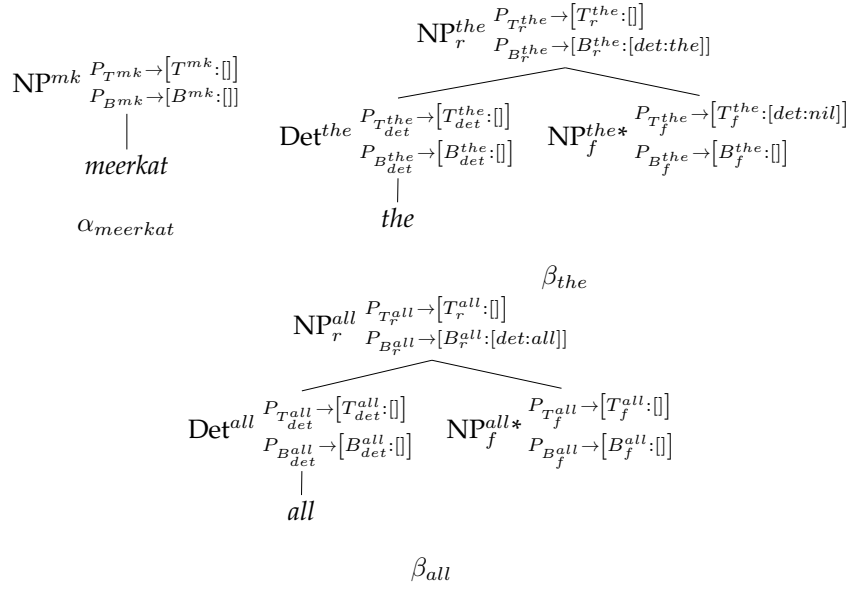 NP^{mk} P_{T^{mk}}→[T^{mk}:[]]
P_{B^{mk}}→[B^{mk}:[]]
meerkat
α_{meerkat}
NP_r^{the} P_{T_r^{the}}→[T_r^{the}:[]]
P_{B_r^{the}}→[B_r^{the}:[det:the]]
Det^{the} P_{T_{det}^{the}}→[T_{det}^{the}:[]]
P_{B_{det}^{the}}→[B_{det}^{the}:[]]
NP_f^{the}* P_{T_f^{the}}→[T_f^{the}:[det:nil]]
P_{B_f^{the}}→[B_f^{the}:[]]
the
β_{the}
NP_r^{all} P_{T_r^{all}}→[T_r^{all}:[]]
P_{B_r^{all}}→[B_r^{all}:[det:all]]
Det^{all} P_{T_{det}^{all}}→[T_{det}^{all}:[]]
P_{B_{det}^{all}}→[B_{det}^{all}:[]]
NP_f^{all}* P_{T_f^{all}}→[T_f^{all}:[]]
P_{B_f^{all}}→[B_f^{all}:[]]
all
β_{all}